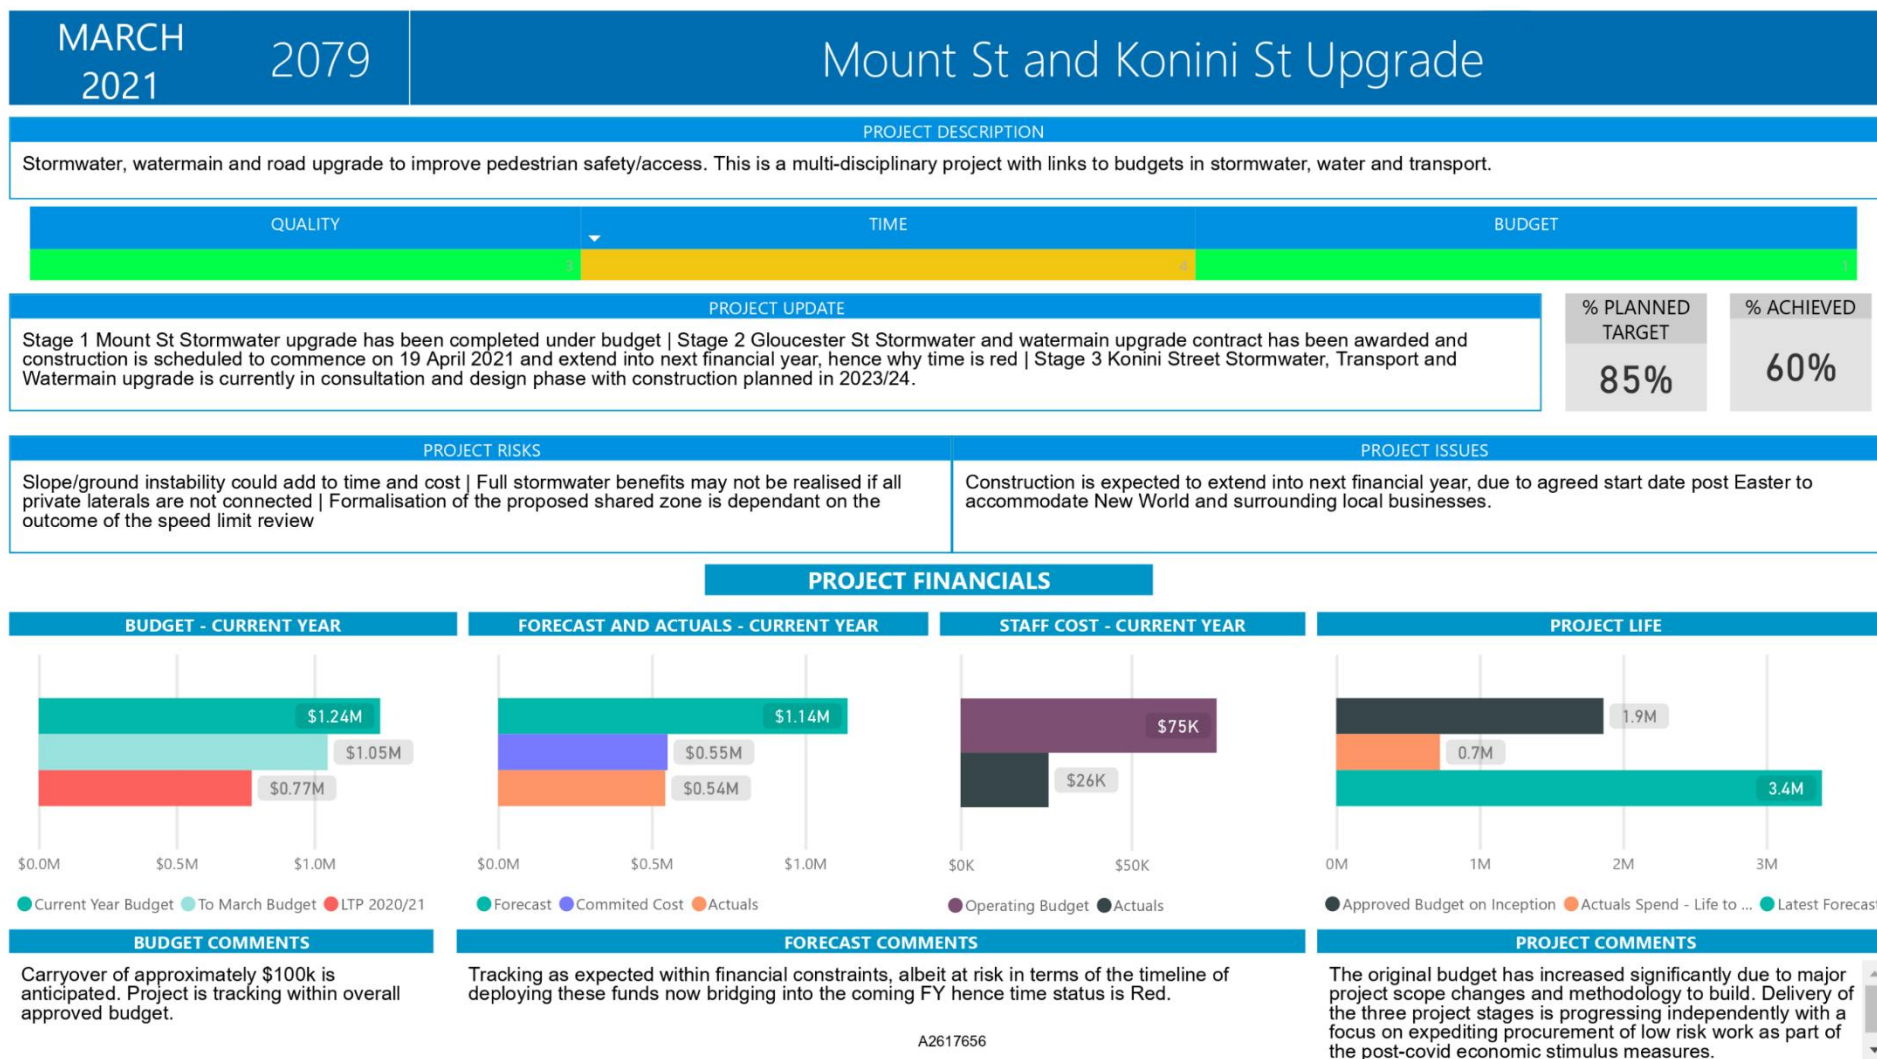 MARCH
2021
2079
Mount St and Konini St Upgrade
PROJECT DESCRIPTION
Stormwater, watermain and road upgrade to improve pedestrian safety/access. This is a multi-disciplinary project with links to budgets in stormwater, water and transport.
QUALITY
TIME
BUDGET
3
4
1
PROJECT UPDATE
Stage 1 Mount St Stormwater upgrade has been completed under budget | Stage 2 Gloucester St Stormwater and watermain upgrade contract has been awarded and
construction is scheduled to commence on 19 April 2021 and extend into next financial year, hence why time is red | Stage 3 Konini Street Stormwater, Transport and
Watermain upgrade is currently in consultation and design phase with construction planned in 2023/24.
% PLANNED
TARGET
85%
% ACHIEVED
60%
PROJECT RISKS
Slope/ground instability could add to time and cost | Full stormwater benefits may not be realised if all
private laterals are not connected | Formalisation of the proposed shared zone is dependant on the
outcome of the speed limit review
PROJECT ISSUES
Construction is expected to extend into next financial year, due to agreed start date post Easter to
accommodate New World and surrounding local businesses.
PROJECT FINANCIALS
BUDGET - CURRENT YEAR
$1.24M
$1.05M
$0.77M
$0.0M
$0.5M
$1.0M
Current Year Budget
To March Budget
LTP 2020/21
FORECAST AND ACTUALS - CURRENT YEAR
$1.14M
$0.55M
$0.54M
$0.0M
$0.5M
$1.0M
Forecast
Commited Cost
Actuals
STAFF COST - CURRENT YEAR
$75K
$26K
$0K
$50K
Operating Budget
Actuals
PROJECT LIFE
1.9M
0.7M
3.4M
0M
1M
2M
3M
Approved Budget on Inception
Actuals Spend - Life to ...
Latest Forecast
BUDGET COMMENTS
Carryover of approximately $100k is
anticipated. Project is tracking within overall
approved budget.
FORECAST COMMENTS
Tracking as expected within financial constraints, albeit at risk in terms of the timeline of
deploying these funds now bridging into the coming FY hence time status is Red.
PROJECT COMMENTS
The original budget has increased significantly due to major
project scope changes and methodology to build. Delivery of
the three project stages is progressing independently with a
focus on expediting procurement of low risk work as part of
the post-covid economic stimulus measures.
A2617656